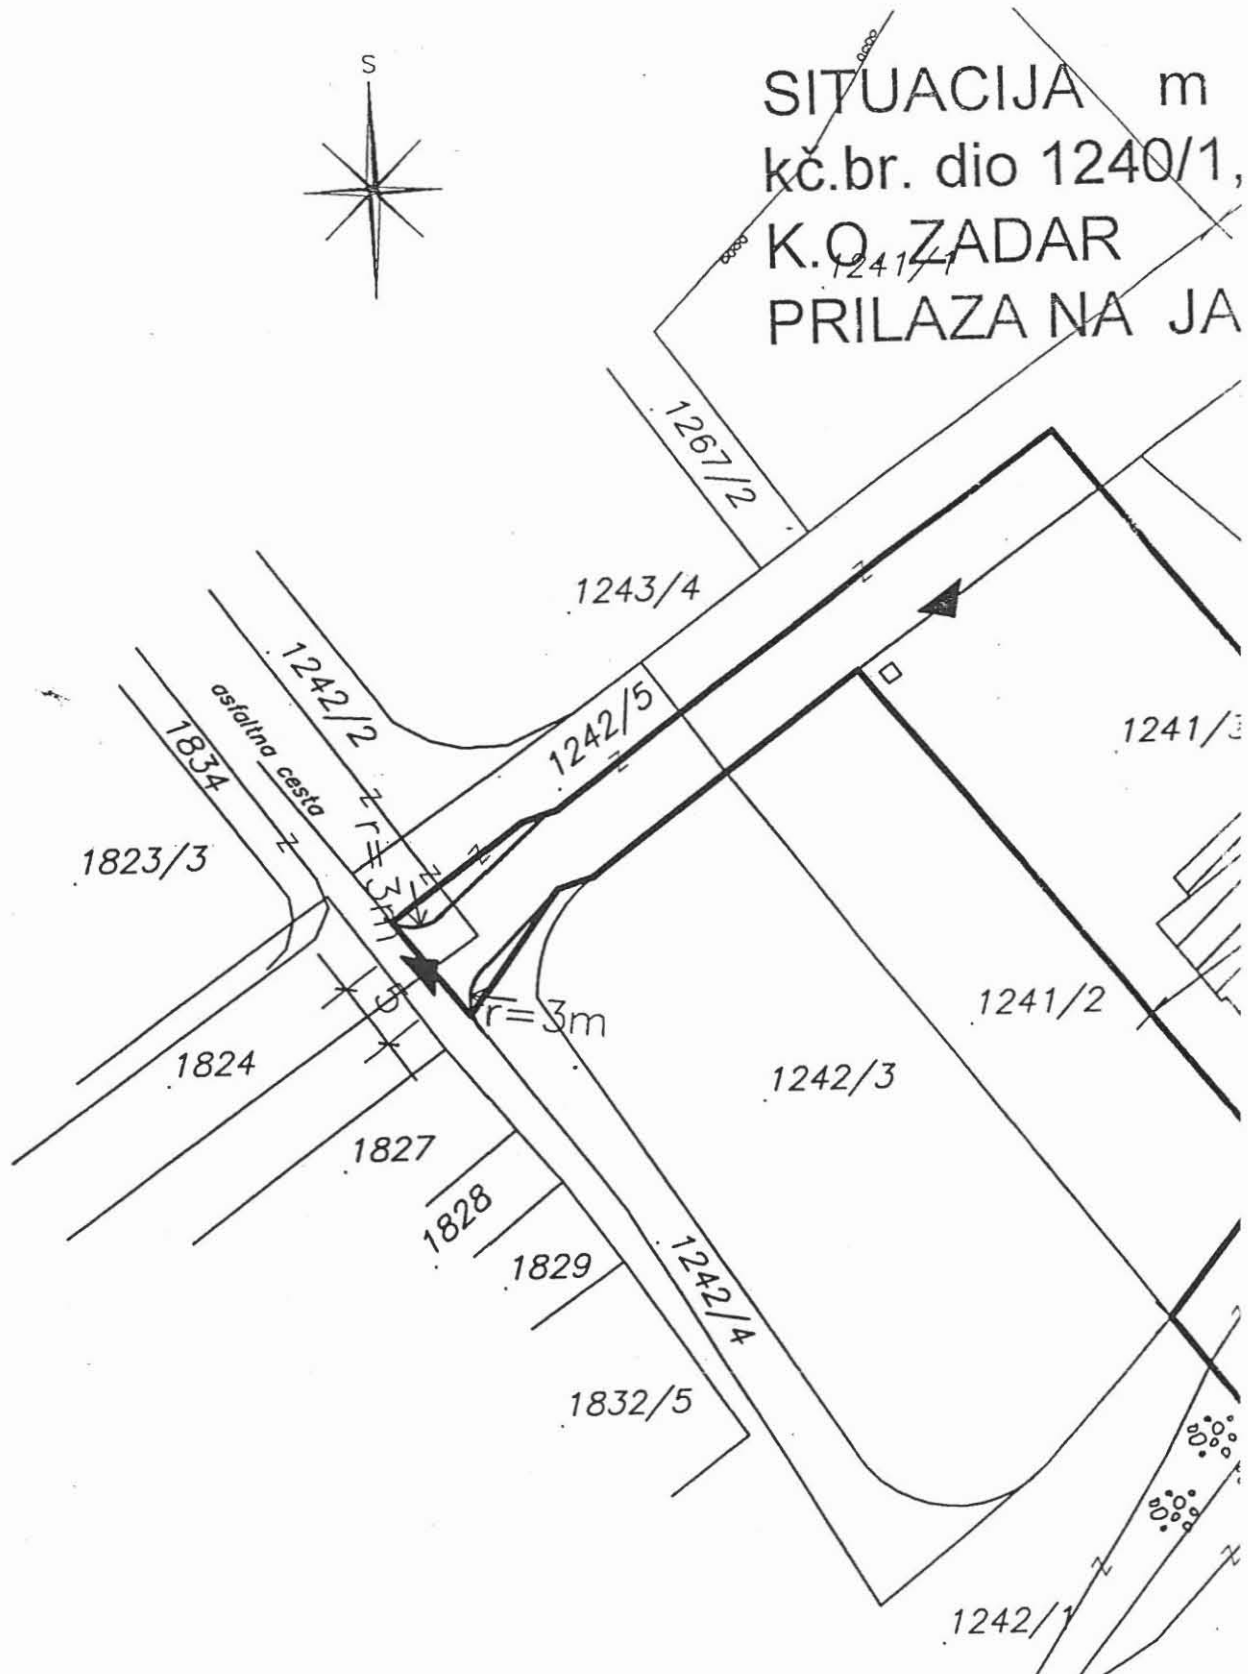 S
SITUACIJA m
kč.br. dio 1240/1,
K.O. ZADAR
1241/1
PRILAZA NA JA
1267/2
1243/4
1242/2
1242/5
asfaltna cesta
1834
1241/3
r=3m
1823/3
r=3m
5
1241/2
1824
1242/3
1827
1828
1829
1242/4
1832/5
1242/1